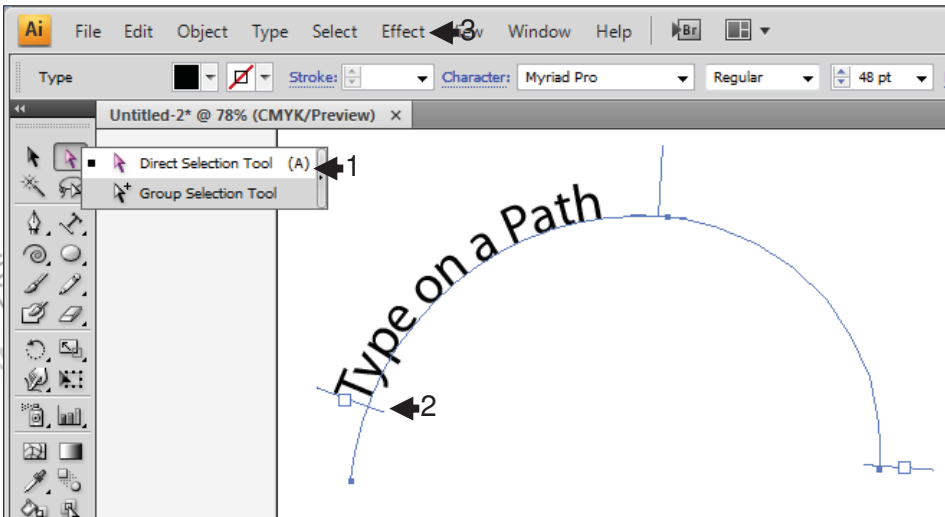 Ai File Edit Object Type Select Effect 3 Window Help Br
Type Stroke: Character: Myriad Pro Regular 48 pt
Untitled-2* @ 78% (CMYK/Preview) ×
Direct Selection Tool (A) 1
Group Selection Tool
Type on a Path
2